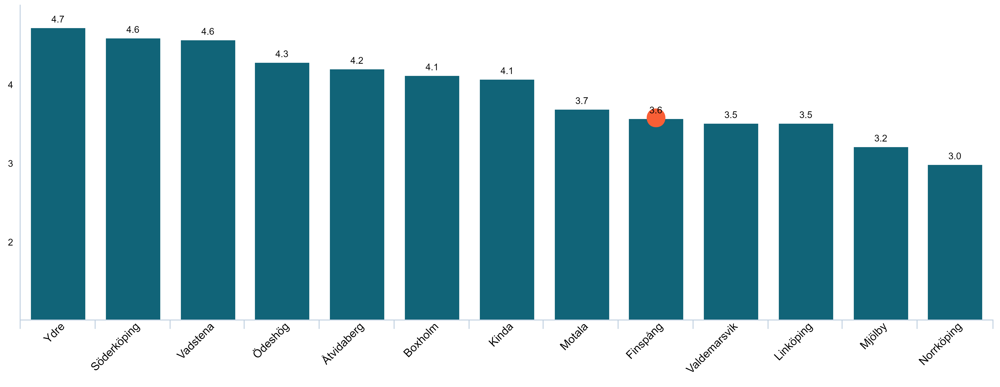 4.7
4.6
4.6
4.3
4.2
4.1
4.1
3.7
3.6
3.5
3.5
3.2
3.0
4
3
2
Ydre
Söderköping
Vadstena
Ödeshög
Åtvidaberg
Boxholm
Kinda
Motala
Finspång
Valdemarsvik
Linköping
Mjölby
Norrköping